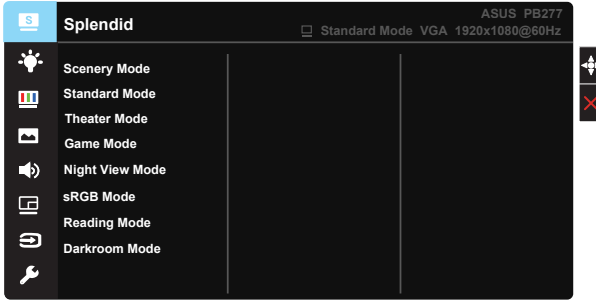 S
Splendid
ASUS PB277
Standard Mode VGA 1920x1080@60Hz
Scenery Mode
Standard Mode
Theater Mode
Game Mode
Night View Mode
sRGB Mode
Reading Mode
Darkroom Mode